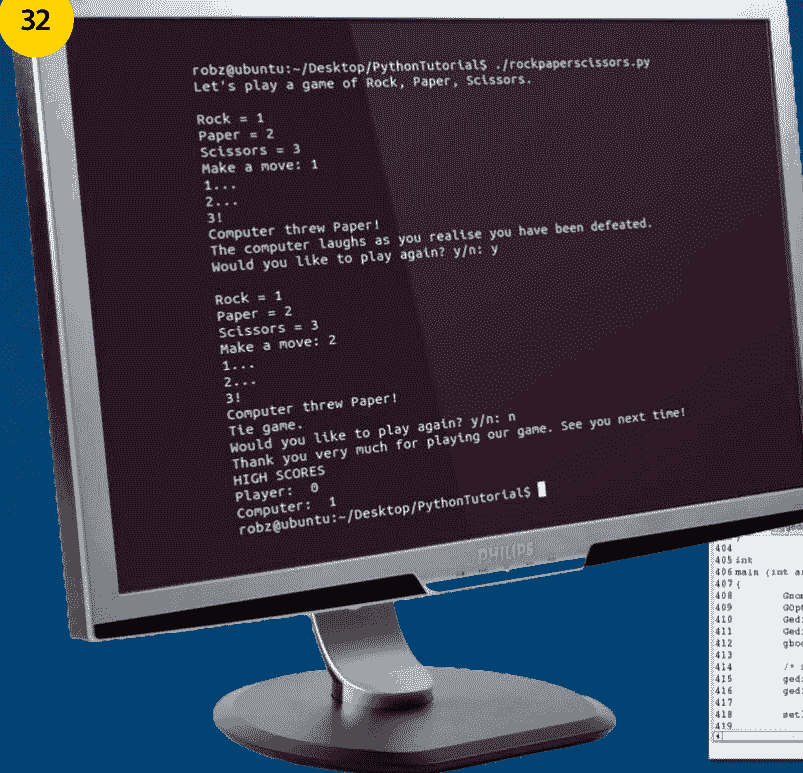 32
robz@ubuntu:~/Desktop/PythonTutorial$ ./rockpaperscissors.py
Let's play a game of Rock, Paper, Scissors.
Rock = 1
Paper = 2
Scissors = 3
Make a move: 1
1...
2...
3!
Computer threw Paper!
The computer laughs as you realise you have been defeated.
Would you like to play again? y/n: y
Rock = 1
Paper = 2
Scissors = 3
Make a move: 2
1...
2...
3!
Computer threw Paper!
Tie game.
Would you like to play again? y/n: n
Thank you very much for playing our game. See you next time!
HIGH SCORES
Player: 0
Computer: 1
robz@ubuntu:~/Desktop/PythonTutorial$
PHILIPS
404
405 int
406 main (int
407 {
408
409
410
411
412
413
414 /*
415
416
417
418
419